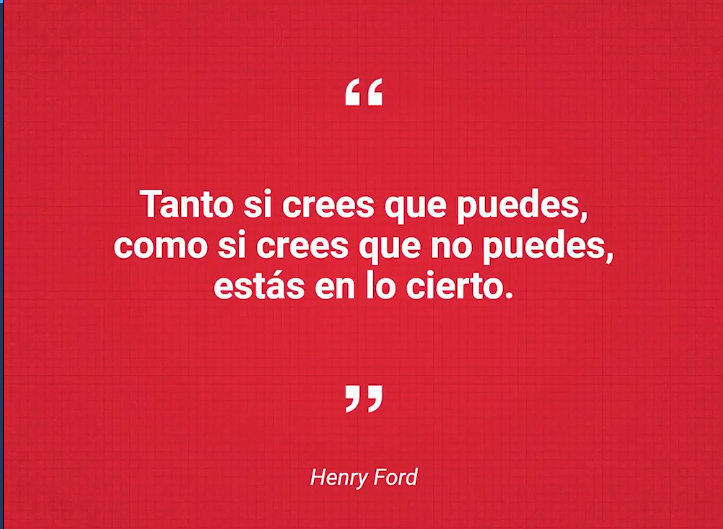 “
Tanto si crees que puedes,
como si crees que no puedes,
estás en lo cierto.
”
Henry Ford